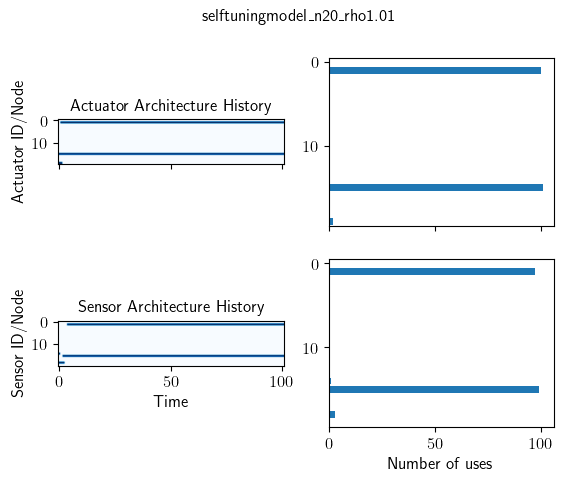 selftuningmodel_n20_rho1.01
Actuator Architecture History
Actuator ID/Node
0
10
0
10
Sensor Architecture History
Sensor ID/Node
0
10
0
50
100
Time
0
10
0
50
100
Number of uses